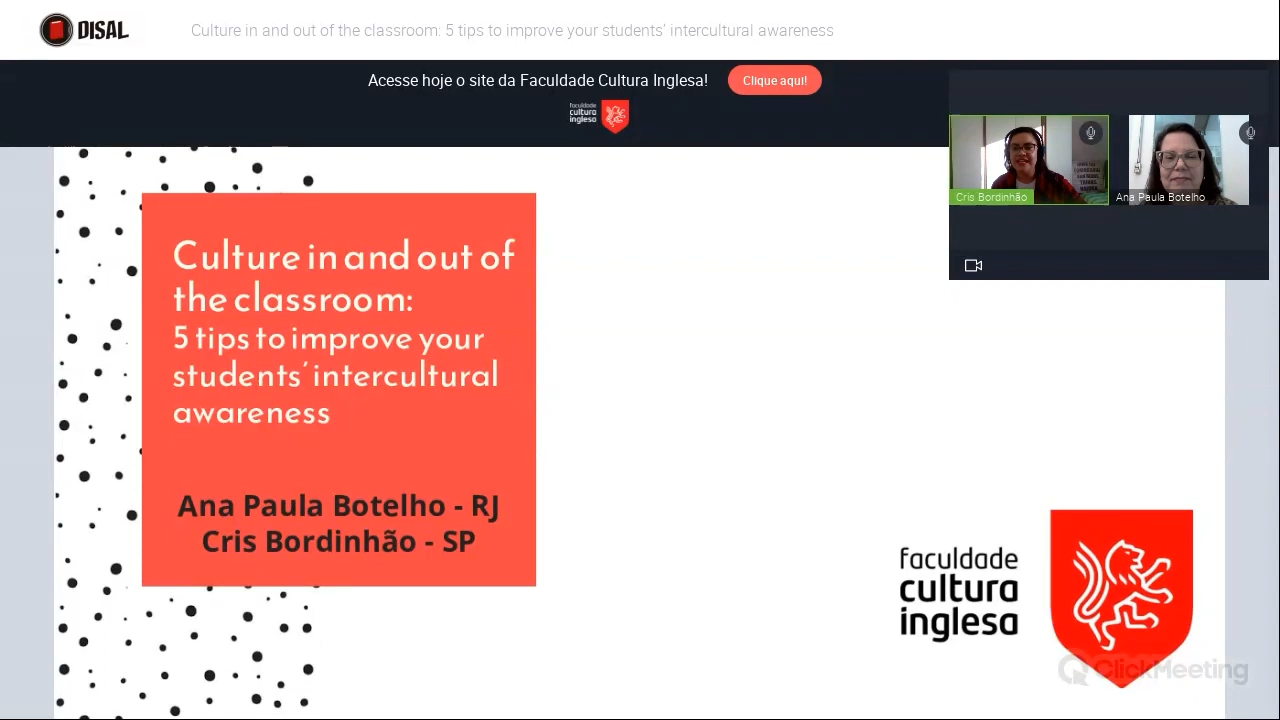 DISAL
Culture in and out of the classroom: 5 tips to improve your students' intercultural awareness
Acesse hoje o site da Faculdade Cultura Inglesa!
Clique aqui!
faculdade
cultura
inglesa
Cris Bordinhão
Ana Paula Botelho
Culture in and out of
the classroom:
5 tips to improve your
students’ intercultural
awareness
Ana Paula Botelho - RJ
Cris Bordinhão - SP
faculdade
cultura
inglesa
ClickMeeting